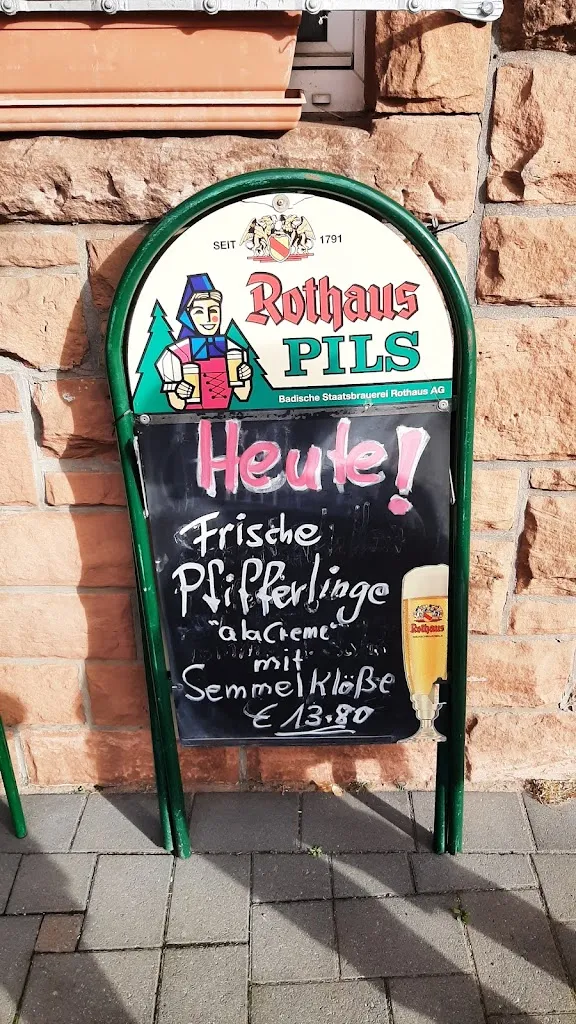 SEIT 1791
Rothaus
PILS
Badische Staatsbrauerei Rothaus AG
Heute!
Frische
Pfifferlinge
"a la Creme"
mit
Semmelklöße
€ 13.80
Rothaus